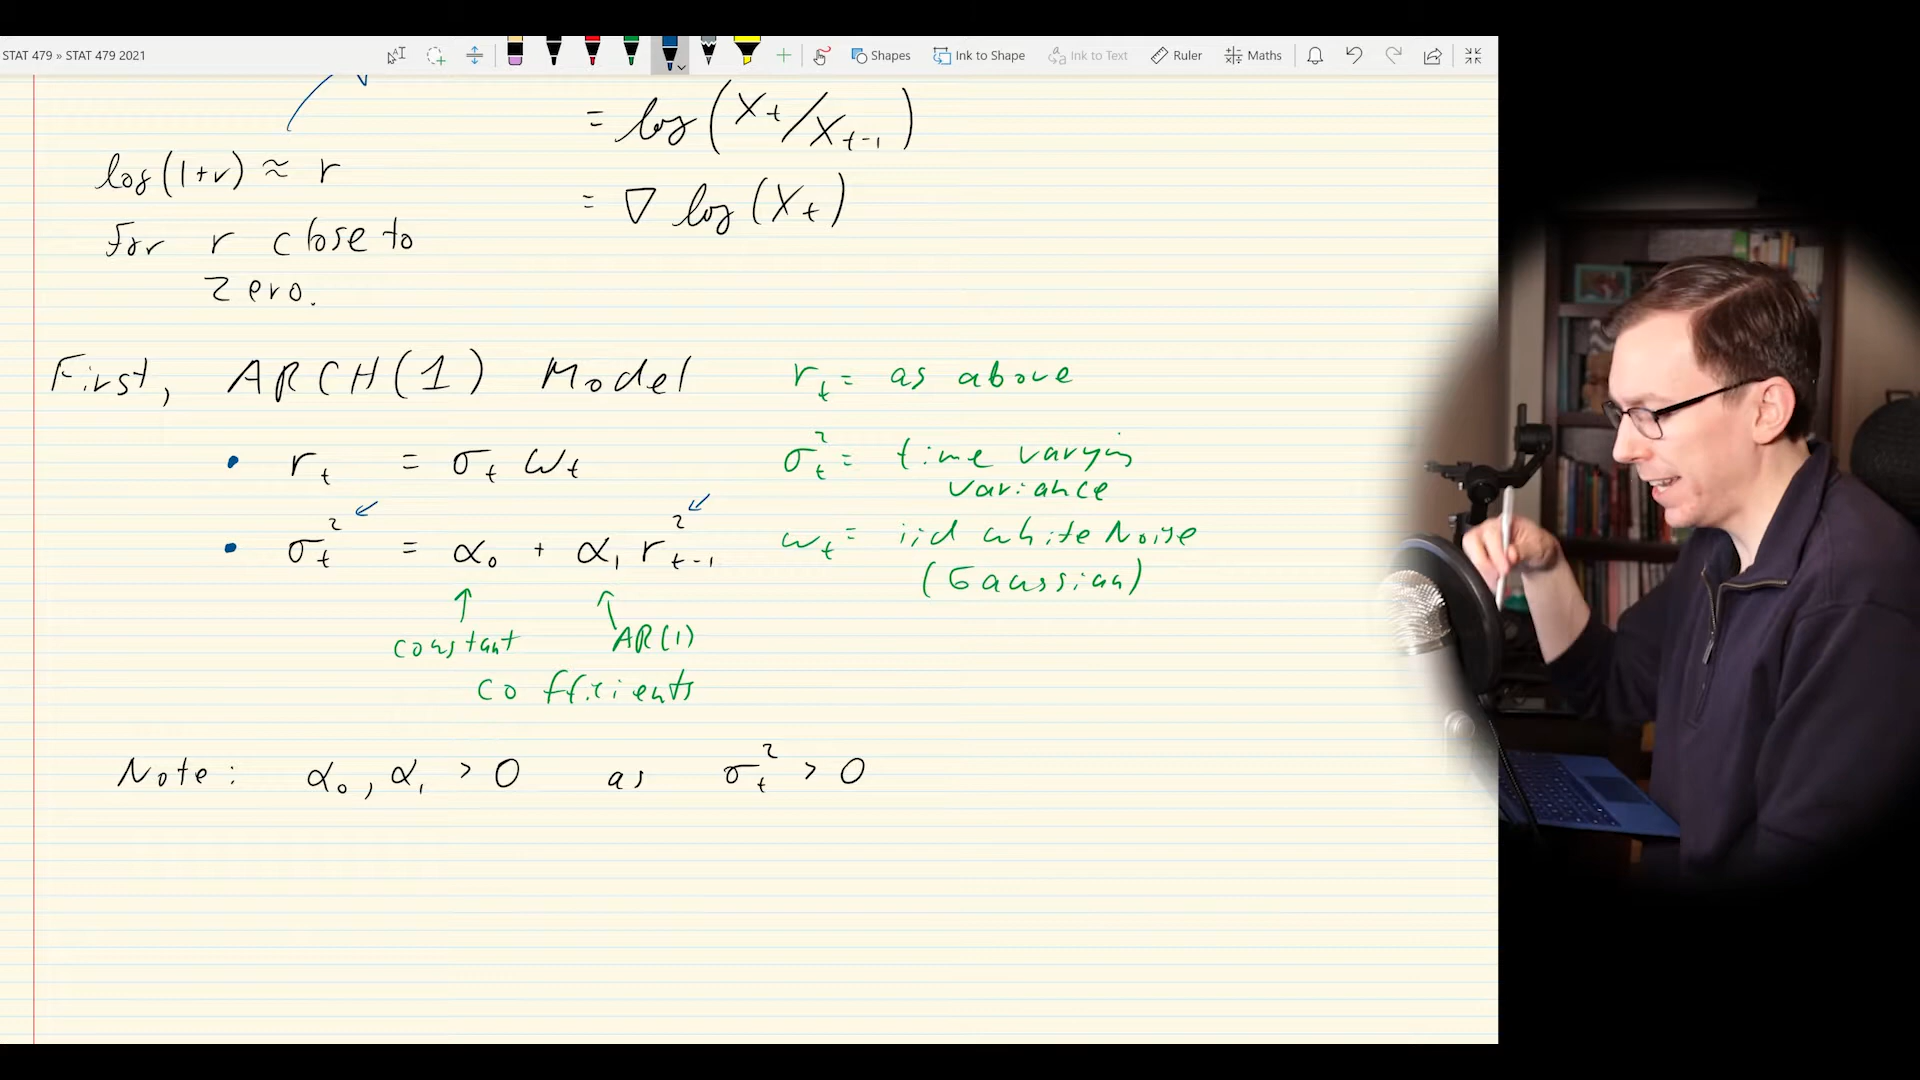 STAT 479 » STAT 479 2021
Shapes Ink to Shape Ink to Text Ruler Maths
= log(Xt/Xt-1)
log(1+r) ≈ r
= ∇ log(Xt)
For r close to
zero.
First, ARCH(1) Model
rt = as above
• rt = σt ωt
σt² = time varying
variance
• σt² = α0 + α1 r²t-1
ωt = iid white Noise
(Gaussian)
constant AR(1)
coefficients
Note: α0, α1 > 0 as σt² > 0